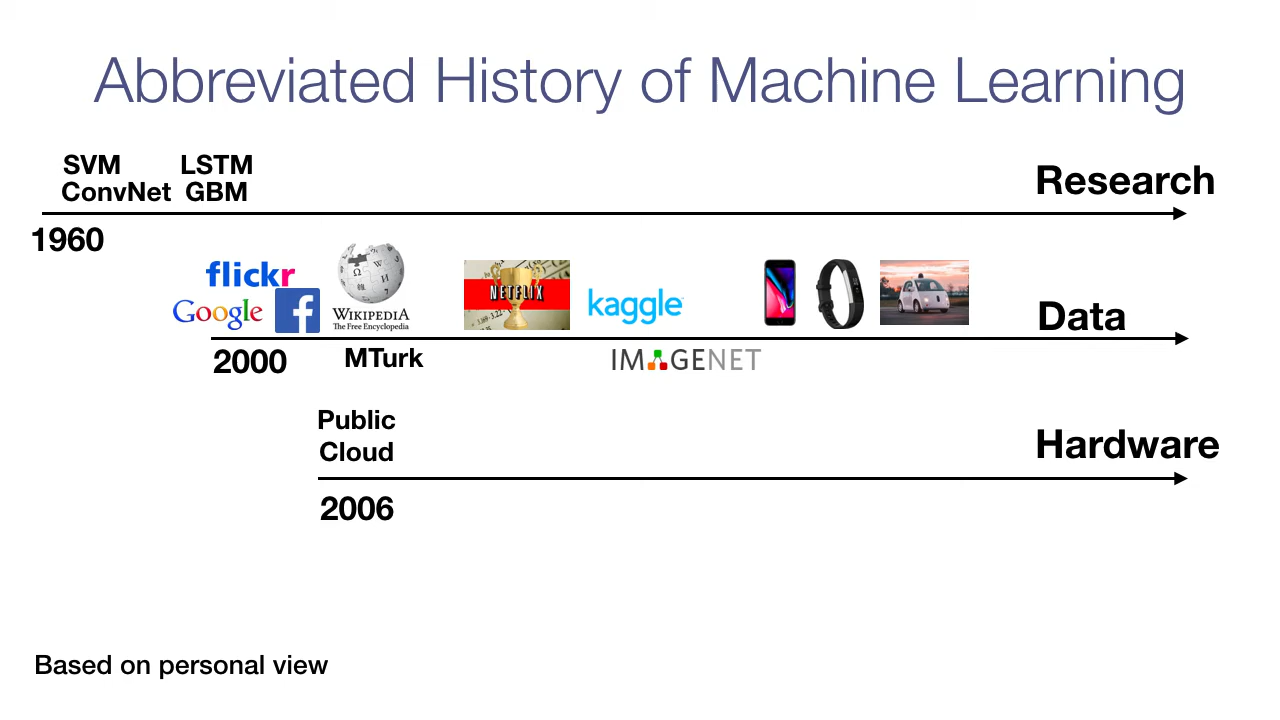 Abbreviated History of Machine Learning
SVM LSTM
ConvNet GBM
Research
1960
flickr
Google
f
WIKIPEDIA
The Free Encyclopedia
NETFLIX
kaggle
Data
2000
MTurk
IMAGENET
Public
Cloud
Hardware
2006
Based on personal view